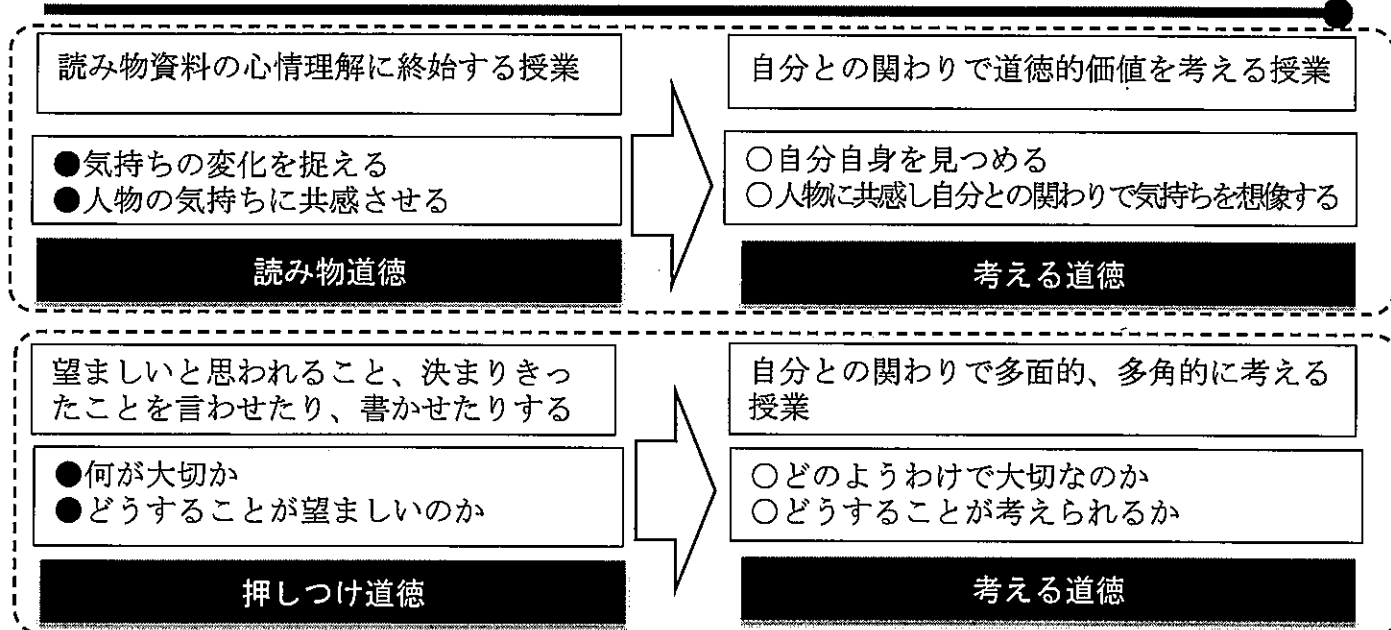 読み物資料の心情理解に終始する授業
●気持ちの変化を捉える
●人物の気持ちに共感させる
読み物道徳
自分との関わりで道徳的価値を考える授業
○自分自身を見つめる
○人物に共感し自分との関わりで気持ちを想像する
考える道徳
望ましいと思われること、決まりきっ
たことを言わせたり、書かせたりする
●何が大切か
●どうすることが望ましいのか
押しつけ道徳
自分との関わりで多面的、多角的に考える
授業
○どのようわけで大切なのか
○どうすることが考えられるか
考える道徳